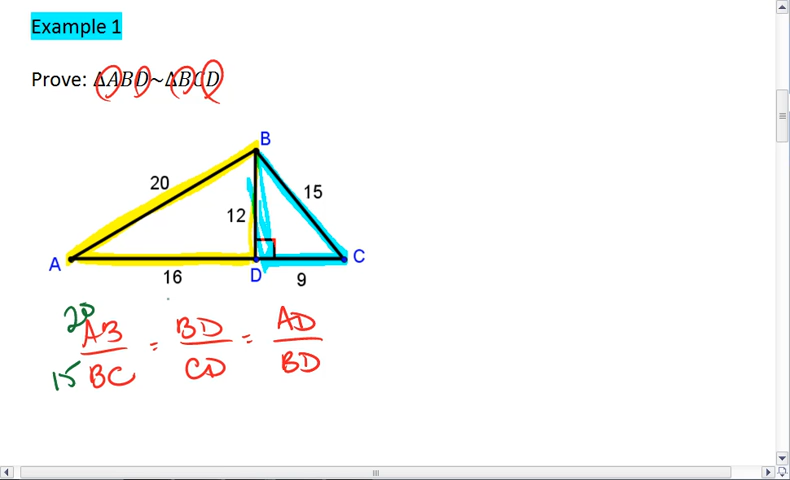 Example 1
Prove: ΔABD~ΔBCD
B
20
15
12
A
D
C
16
9
20
AB/BC = BD/CD = AD/BD
15